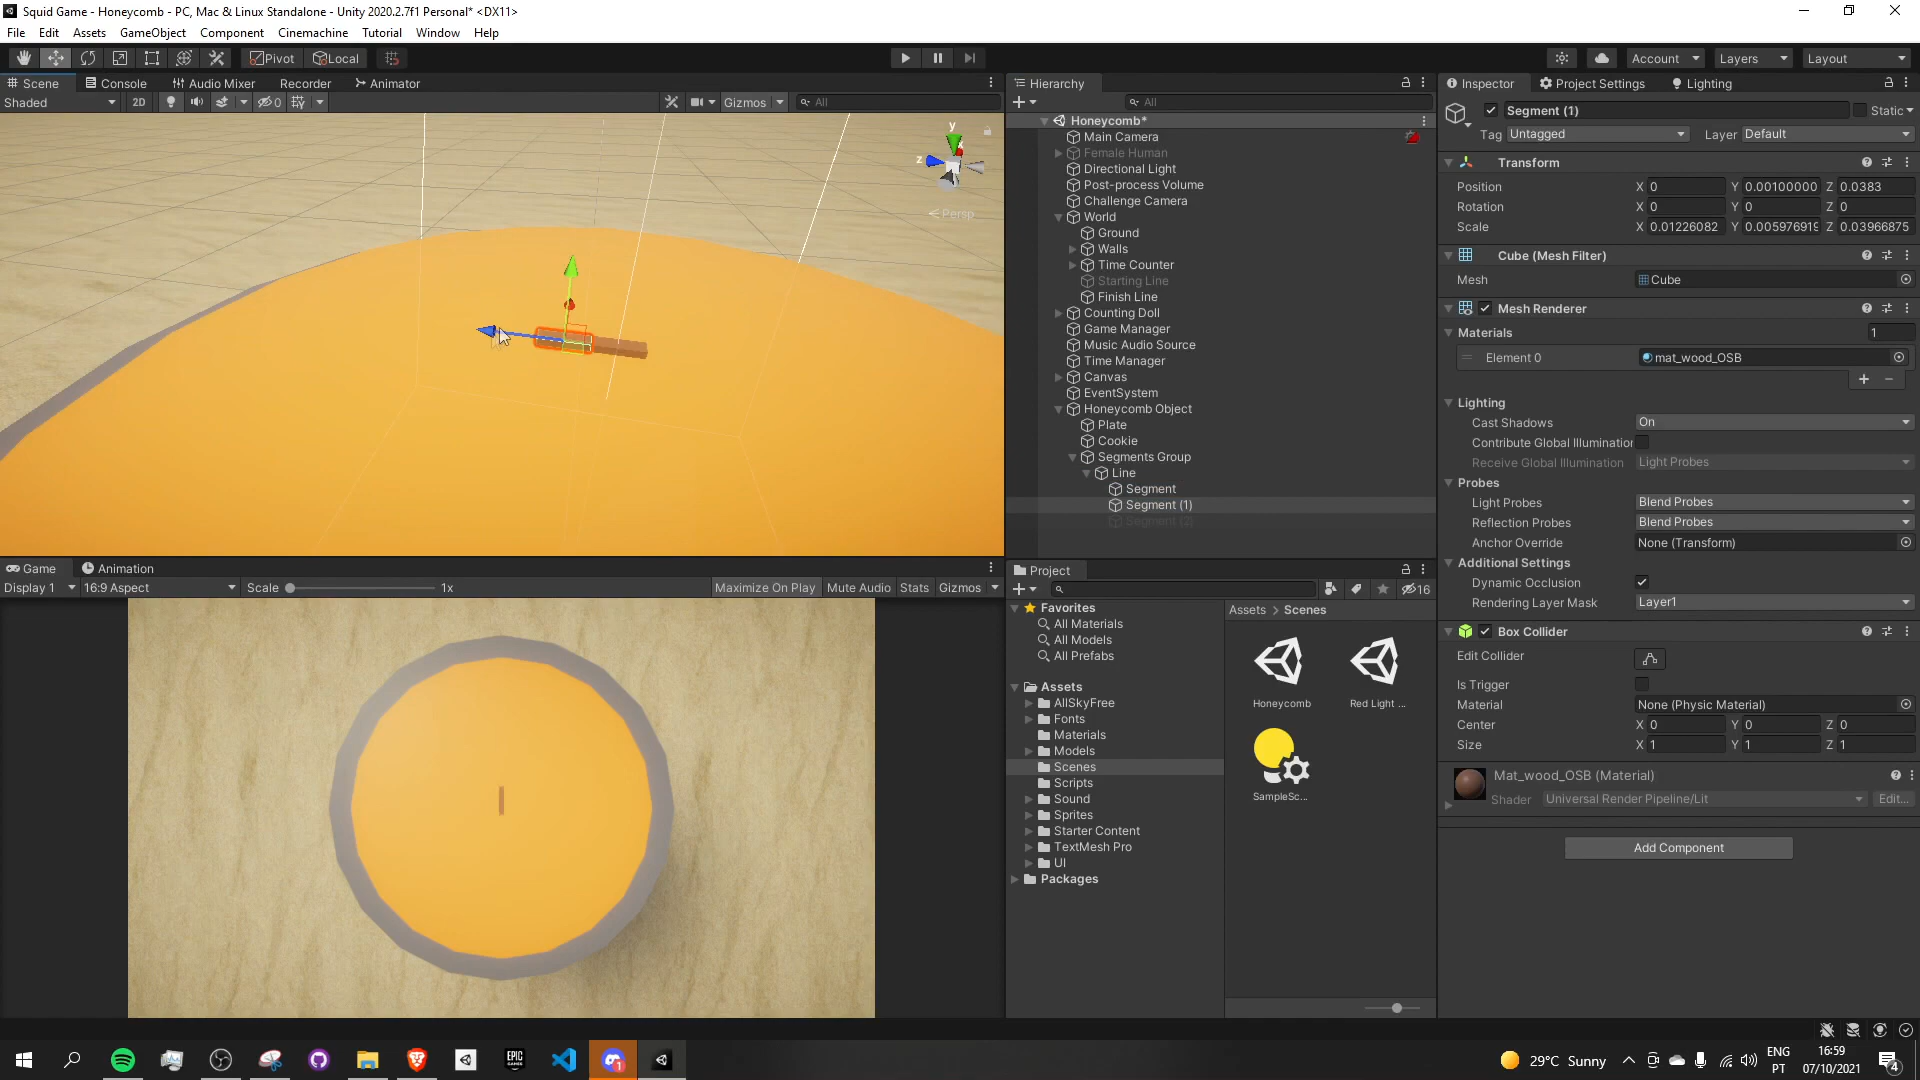 Squid Game - Honeycomb - PC, Mac & Linux Standalone - Unity 2020.2.7f1 Personal* <DX11>
File Edit Assets GameObject Component Cinemachine Tutorial Window Help
Pivot Local Account Layers Layout
Scene Console Audio Mixer Recorder Animator
Shaded 2D 0 Gizmos All
y
x
z
Persp
Game Animation
Display 1 16:9 Aspect Scale 1x Maximize On Play Mute Audio Stats Gizmos
Hierarchy
All
Honeycomb*
Main Camera
Female Human
Directional Light
Post-process Volume
Challenge Camera
World
Ground
Walls
Time Counter
Starting Line
Finish Line
Counting Doll
Game Manager
Music Audio Source
Time Manager
Canvas
EventSystem
Honeycomb Object
Plate
Cookie
Segments Group
Line
Segment
Segment (1)
Segment (2)
Project
16
Favorites
All Materials
All Models
All Prefabs
Assets
AllSkyFree
Fonts
Materials
Models
Scenes
Scripts
Sound
Sprites
Starter Content
TextMesh Pro
UI
Packages
Assets > Scenes
Honeycomb Red Light ...
SampleSc...
Inspector Project Settings Lighting
Segment (1) Static
Tag Untagged Layer Default
Transform
Position X 0 Y 0.00100000 Z 0.0383
Rotation X 0 Y 0 Z 0
Scale X 0.01226082 Y 0.005976919 Z 0.03966875
Cube (Mesh Filter)
Mesh Cube
Mesh Renderer
Materials 1
Element 0 mat_wood_OSB
Lighting
Cast Shadows On
Contribute Global Illumination
Receive Global Illumination Light Probes
Probes
Light Probes Blend Probes
Reflection Probes Blend Probes
Anchor Override None (Transform)
Additional Settings
Dynamic Occlusion
Rendering Layer Mask Layer1
Box Collider
Edit Collider
Is Trigger
Material None (Physic Material)
Center X 0 Y 0 Z 0
Size X 1 Y 1 Z 1
Mat_wood_OSB (Material)
Shader Universal Render Pipeline/Lit Edit...
Add Component
EPIC GAMES
1
29°C Sunny
ENG
PT
16:59
07/10/2021
4